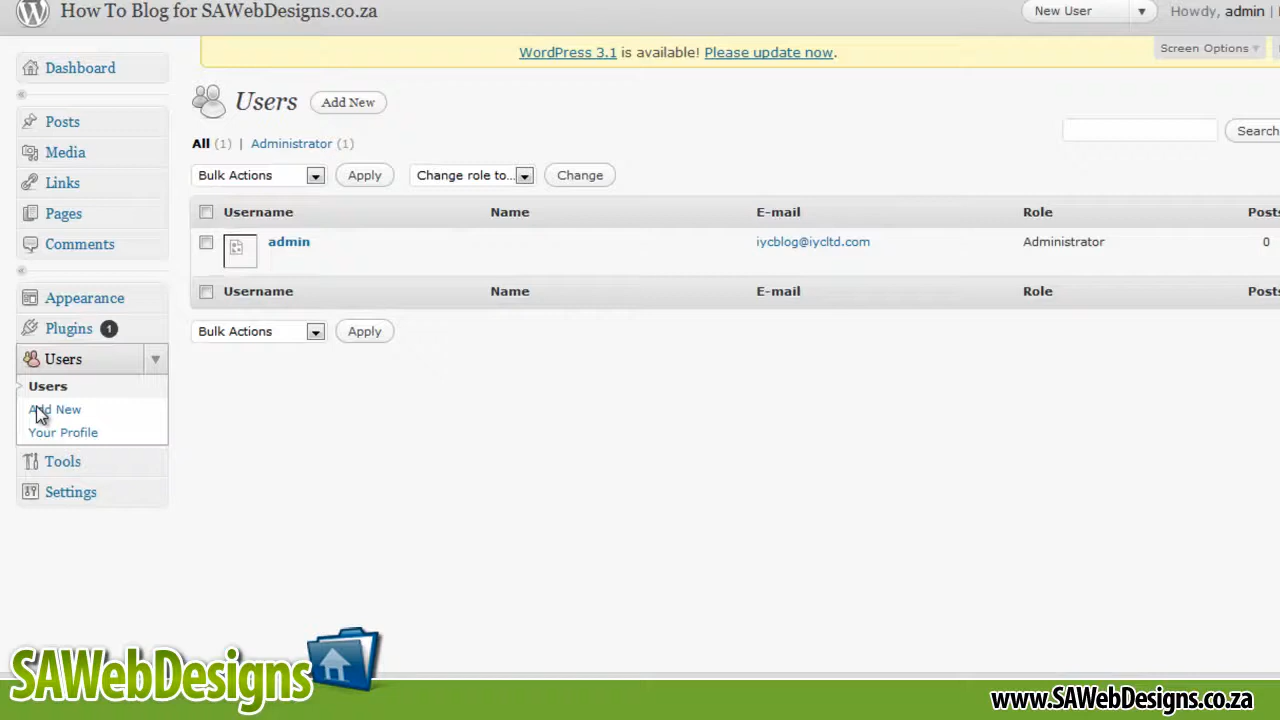 How To Blog for SAWebDesigns.co.za
New User
Howdy, admin |
WordPress 3.1 is available! Please update now.
Screen Options
Dashboard
Posts
Media
Links
Pages
Comments
Appearance
Plugins 1
Users
Users
Add New
Your Profile
Tools
Settings
Users
Add New
All (1) | Administrator (1)
Search
Bulk Actions
Apply
Change role to...
Change
Username Name E-mail Role Posts
admin iycblog@iycltd.com Administrator 0
Username Name E-mail Role Posts
Bulk Actions
Apply
SAWebDesigns
www.SAWebDesigns.co.za